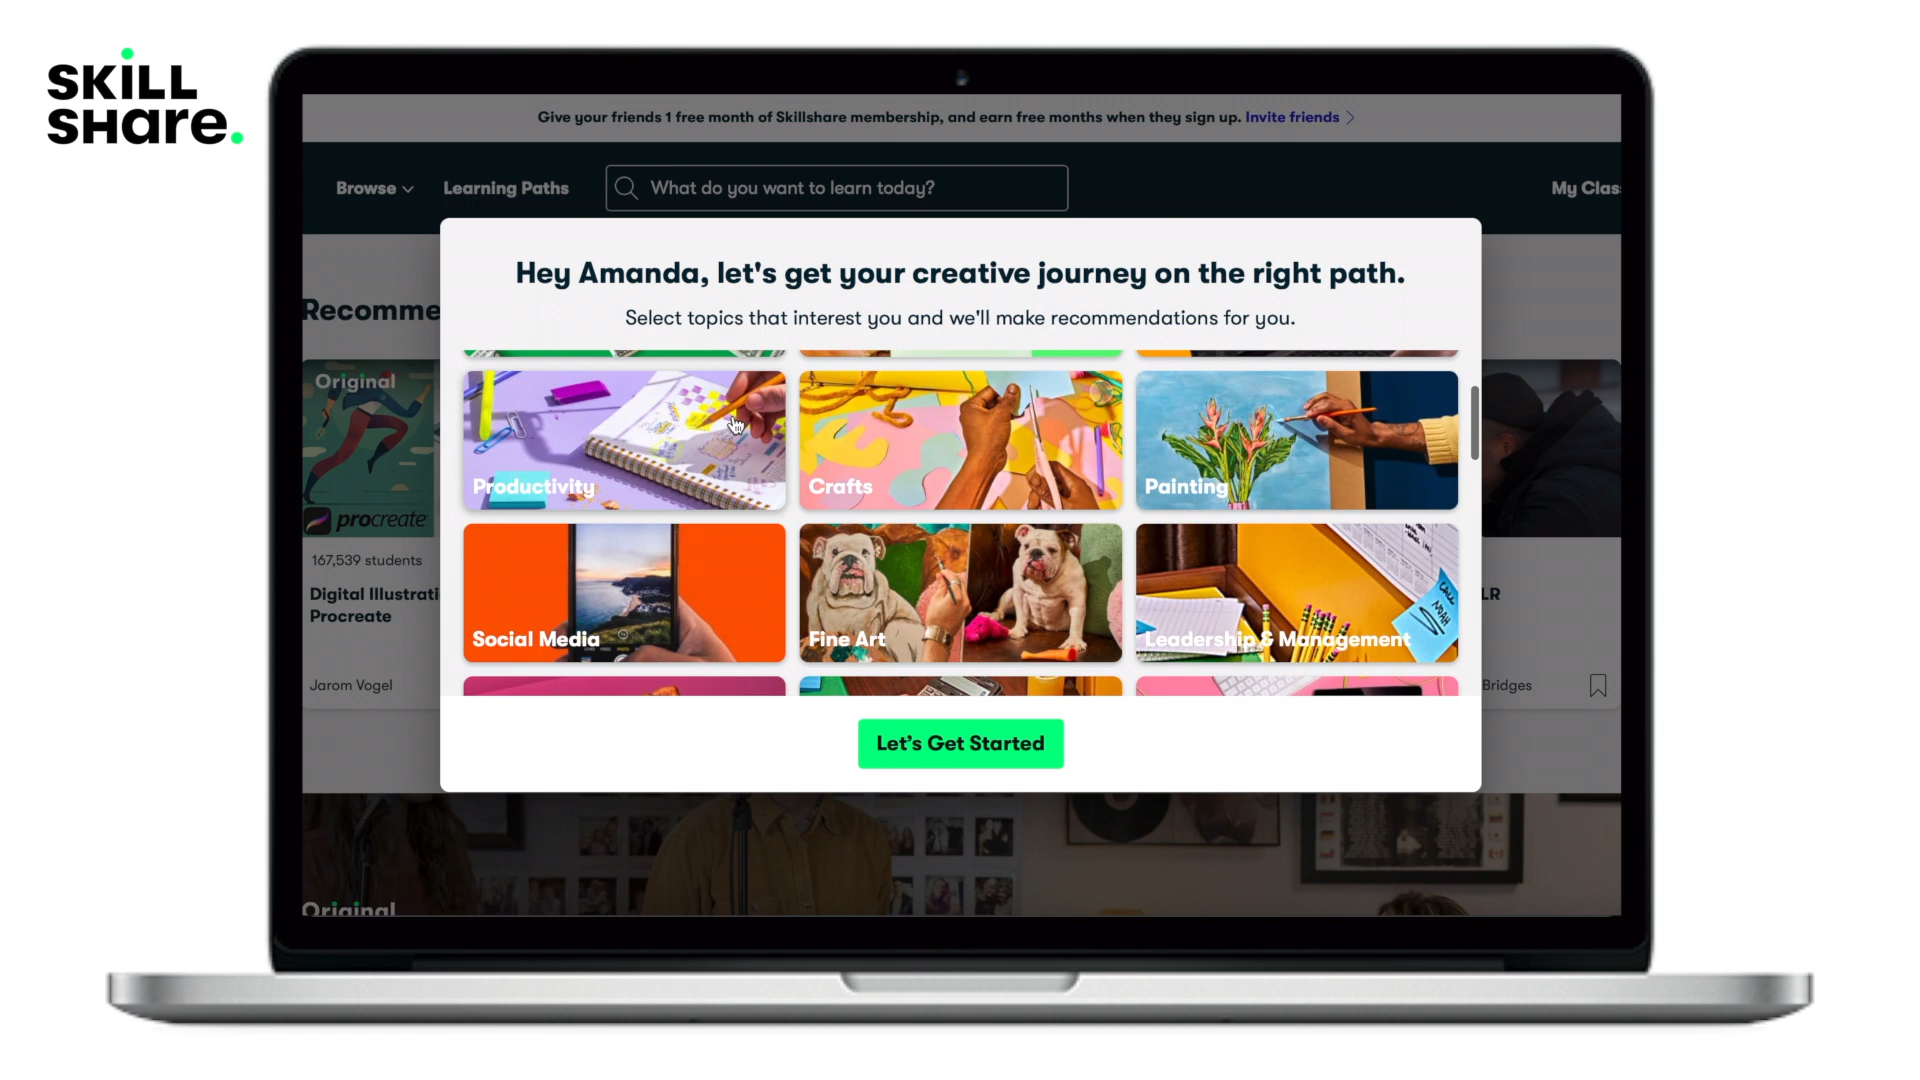 SKILL
SHare.
Give your friends 1 free month of Skillshare membership, and earn free months when they sign up. Invite friends
Browse
Learning Paths
What do you want to learn today?
My Clas
Hey Amanda, let's get your creative journey on the right path.
Select topics that interest you and we'll make recommendations for you.
Recomme
Original
procreate
167,539 students
Digital Illustrati
Procreate
Jarom Vogel
Productivity
Crafts
Painting
Social Media
Fine Art
Leadership & Management
CALL
NOAH
LR
Bridges
Let's Get Started
Original